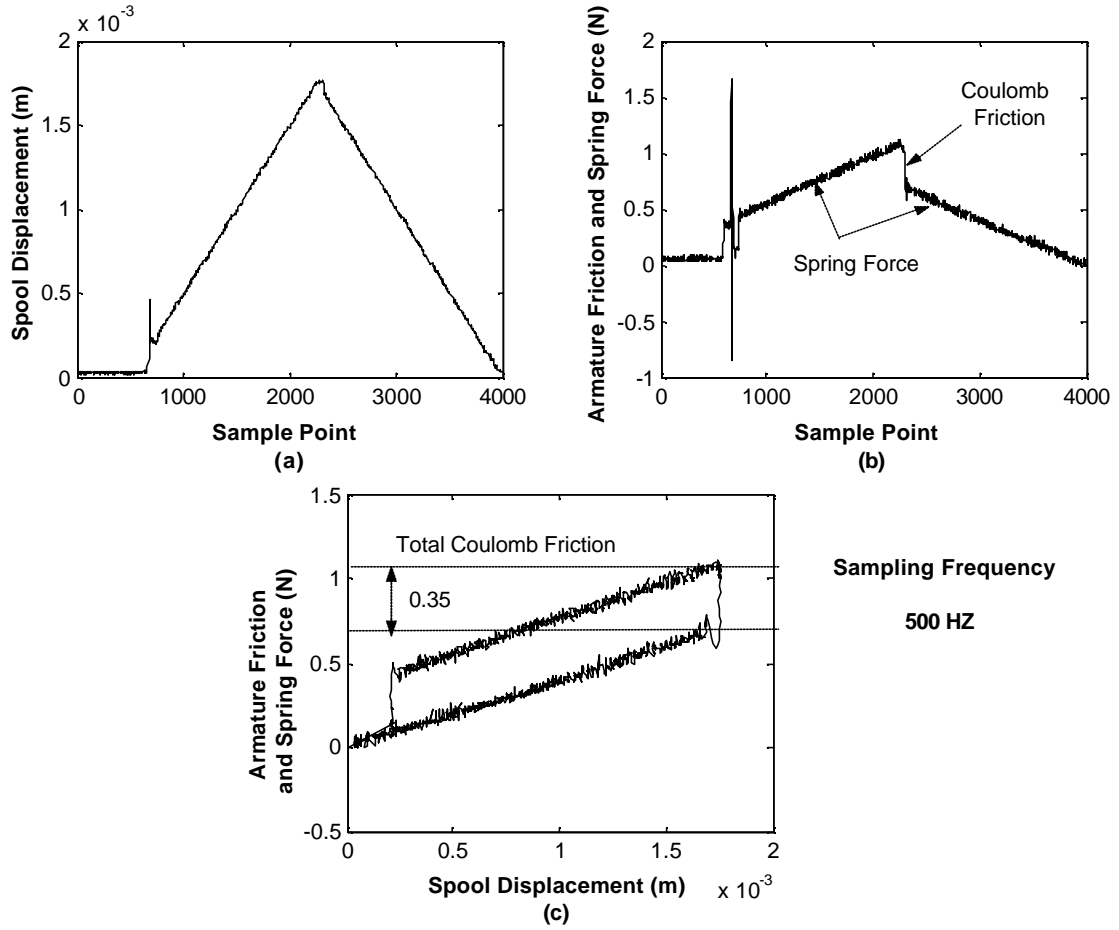 x 10⁻³
2
1.5
1
0.5
0
0
1000
2000
3000
4000
Spool Displacement (m)
Sample Point
(a)
2
1.5
1
0.5
0
-0.5
-1
0
1000
2000
3000
4000
Armature Friction and Spring Force (N)
Coulomb
Friction
Spring Force
Sample Point
(b)
1.5
1
0.5
0
-0.5
0
0.5
1
1.5
2
Armature Friction
and Spring Force (N)
Total Coulomb Friction
0.35
Spool Displacement (m)
x 10⁻³
(c)
Sampling Frequency
500 HZ